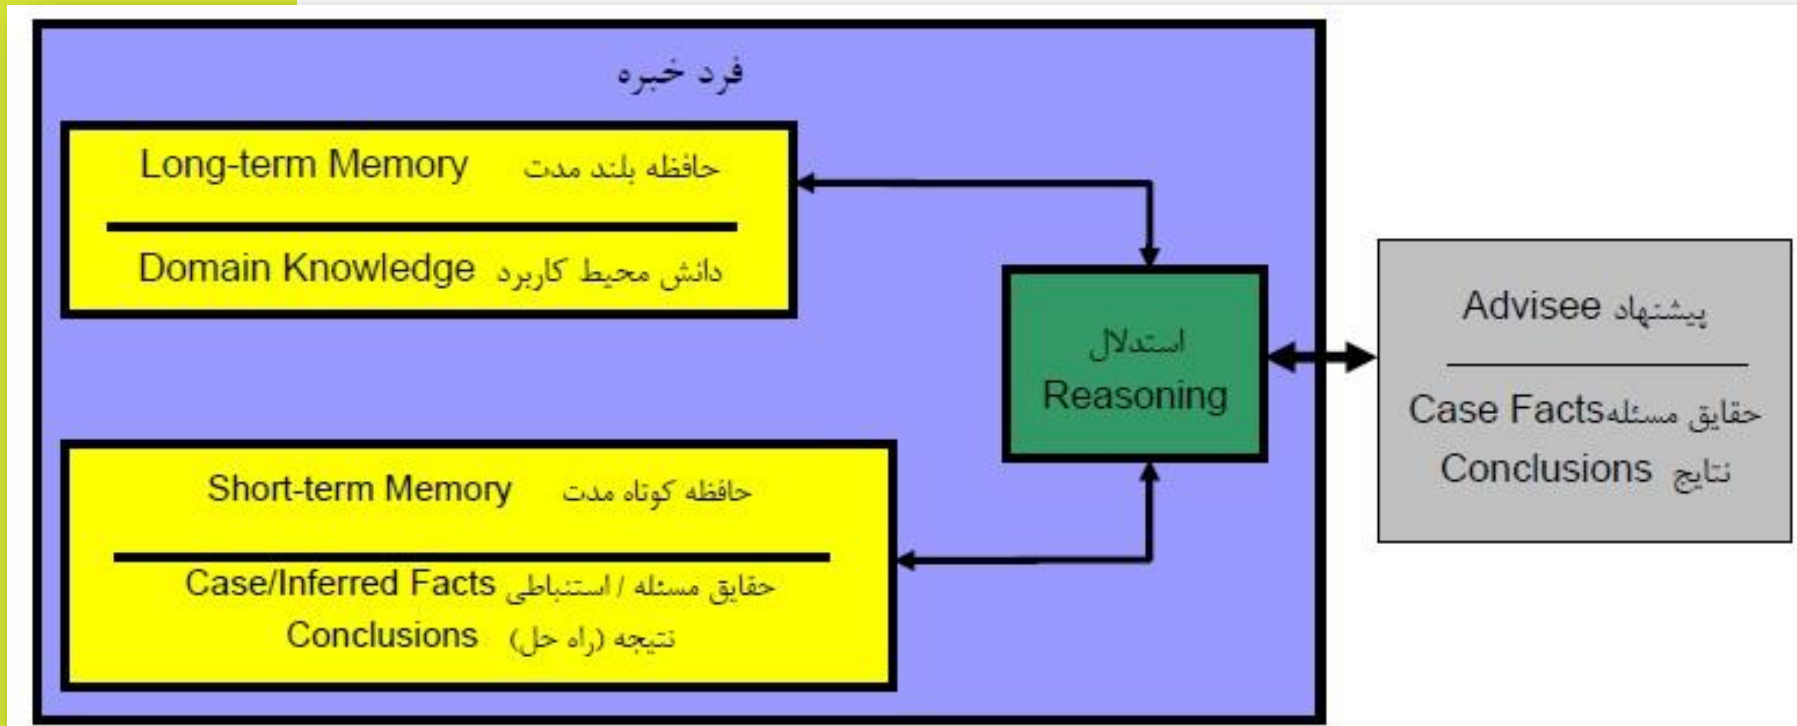 فرد خبره
Long-term Memory حافظه بلند مدت
Domain Knowledge دانش محیط کاربرد
استدلال
Reasoning
Short-term Memory حافظه کوتاه مدت
Case/Inferred Facts حقایق مسئله / استنباطی
Conclusions نتیجه (راه حل)
Advisee پیشنهاد
Case Facts حقایق مسئله
Conclusions نتایج